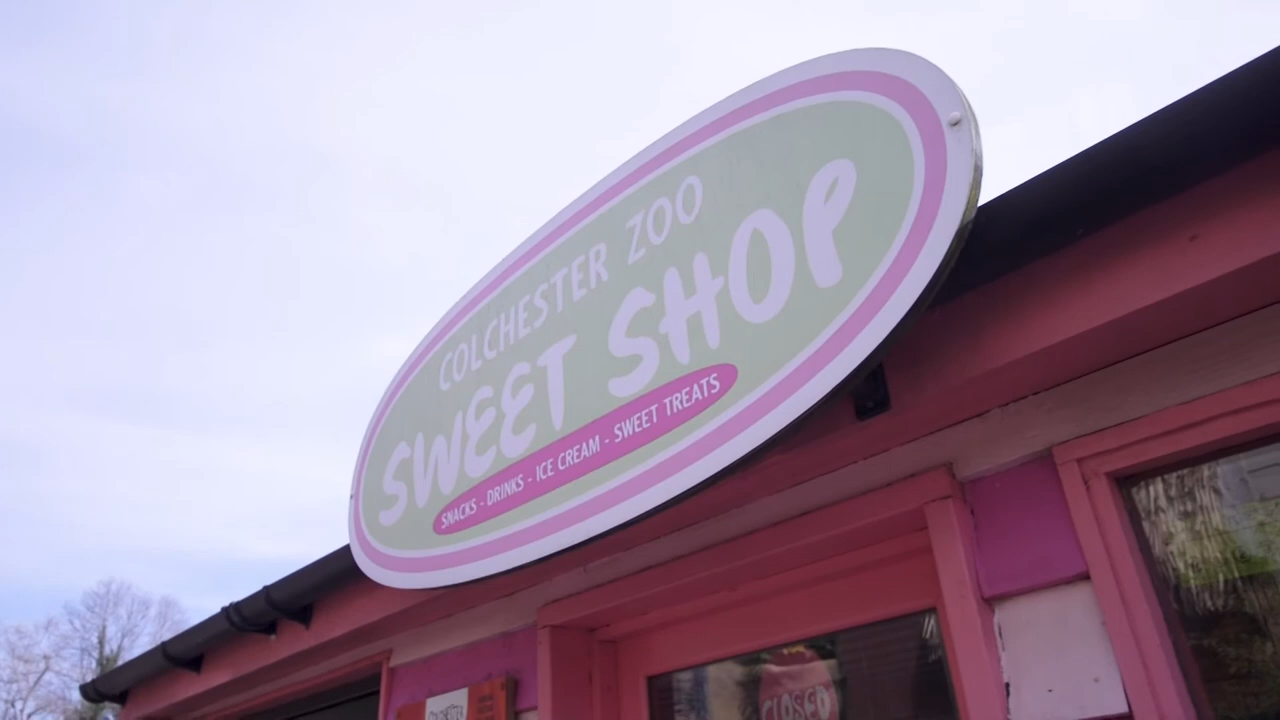 COLCHESTER ZOO
SWEET SHOP
SNACKS - DRINKS - ICE CREAM - SWEET TREATS
CLOSED